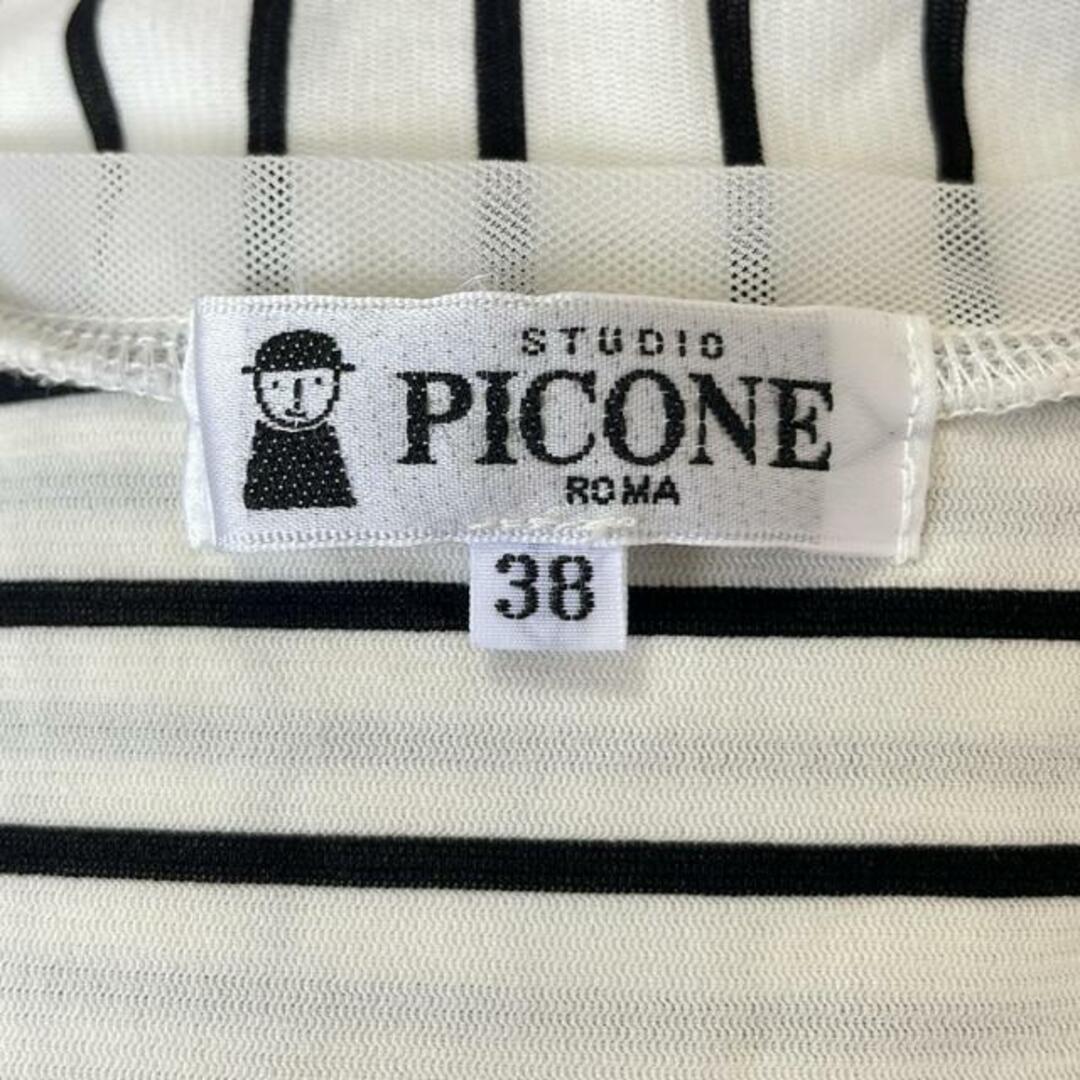 STUDIO
PICONE
ROMA
38